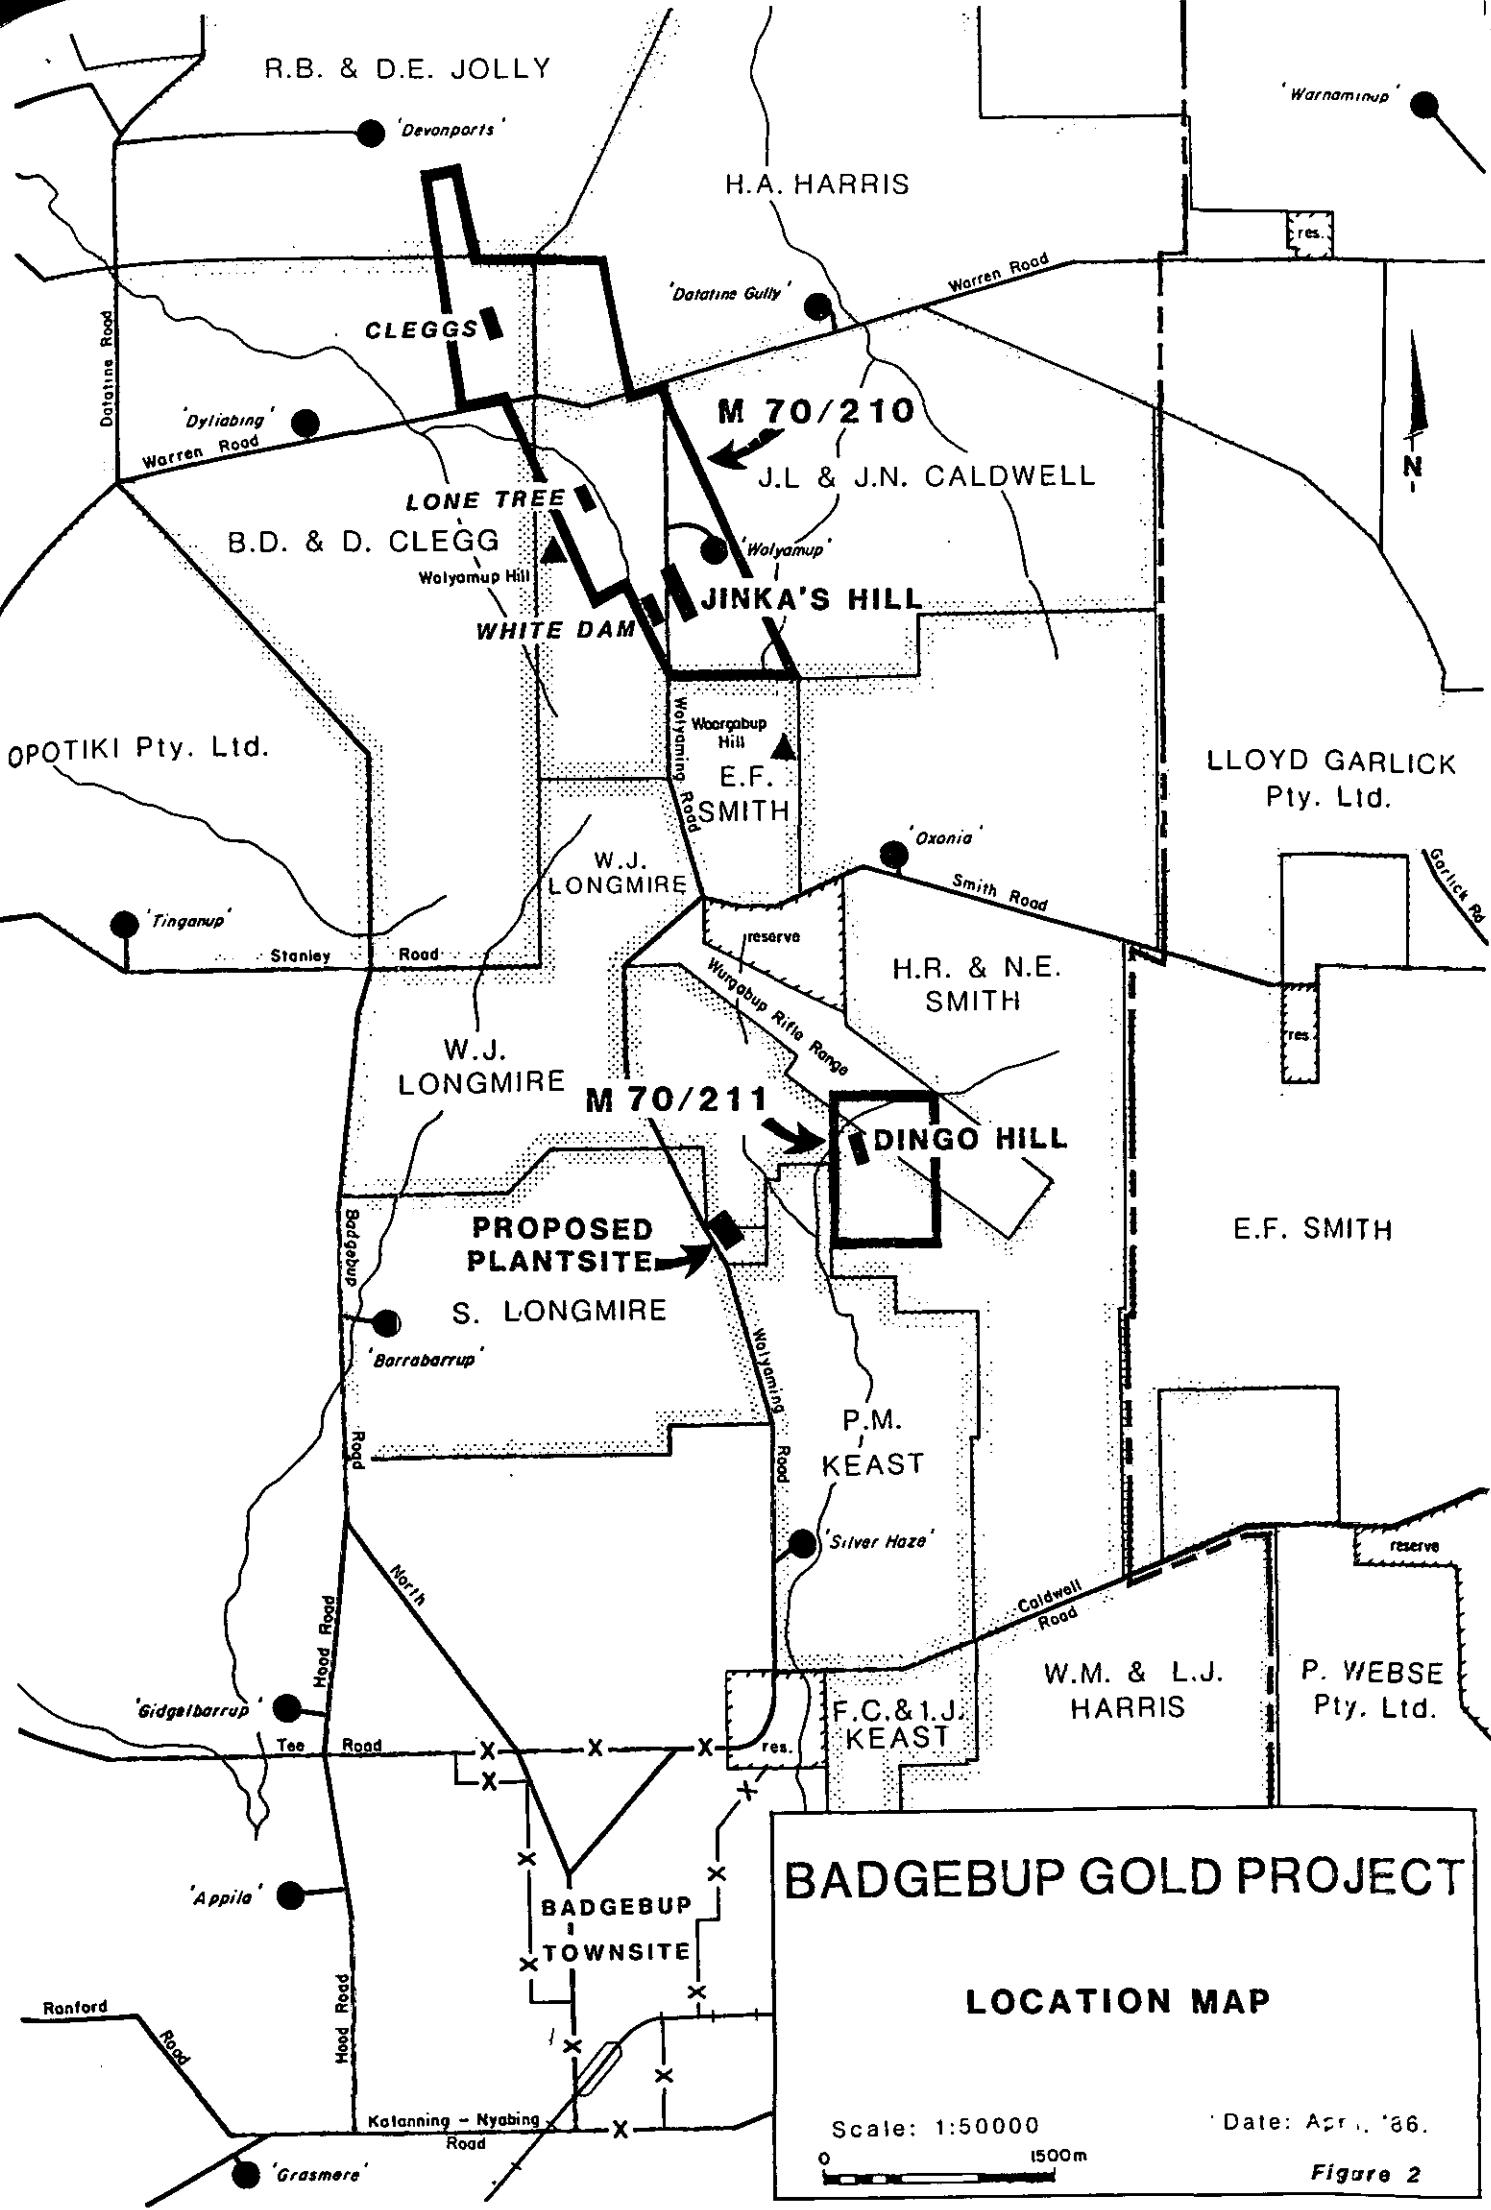 R.B. & D.E. JOLLY
'Warnaminup'
'Devonports'
H.A. HARRIS
res.
Warren Road
'Datatine Gully'
Datatine Road
CLEGGS
M 70/210
'Dyliabing'
Warren Road
J.L & J.N. CALDWELL
N
LONE TREE
B.D. & D. CLEGG
'Wolyamup'
Wolyamup Hill
JINKA'S HILL
WHITE DAM
Wolyaming Road
Woorgabup
Hill
OPOTIKI Pty. Ltd.
E.F.
SMITH
LLOYD GARLICK
Pty. Ltd.
'Oxonia'
W.J.
LONGMIRE
Smith Road
Garlick Rd
'Tinganup'
reserve
Stanley Road
Wurgabup Rifle Range
H.R. & N.E.
SMITH
res.
W.J.
LONGMIRE
M 70/211
DINGO HILL
PROPOSED
PLANTSITE
E.F. SMITH
Badgebup Road
S. LONGMIRE
'Barrabarrup'
Wolyaming Road
P.M.
KEAST
'Silver Haze'
reserve
North
Caldwell
Road
Hood Road
W.M. & L.J.
HARRIS
P. WEBSE
Pty. Ltd.
'Gidgelbarrup'
F.C.& I.J.
KEAST
Tee Road
res.
BADGEBUP GOLD PROJECT
'Appila'
BADGEBUP
TOWNSITE
LOCATION MAP
Ranford
Road
Hood Road
Katanning - Nyabing
Road
Scale: 1:50000
Date: '86.
0 1500m
'Grasmere'
Figure 2